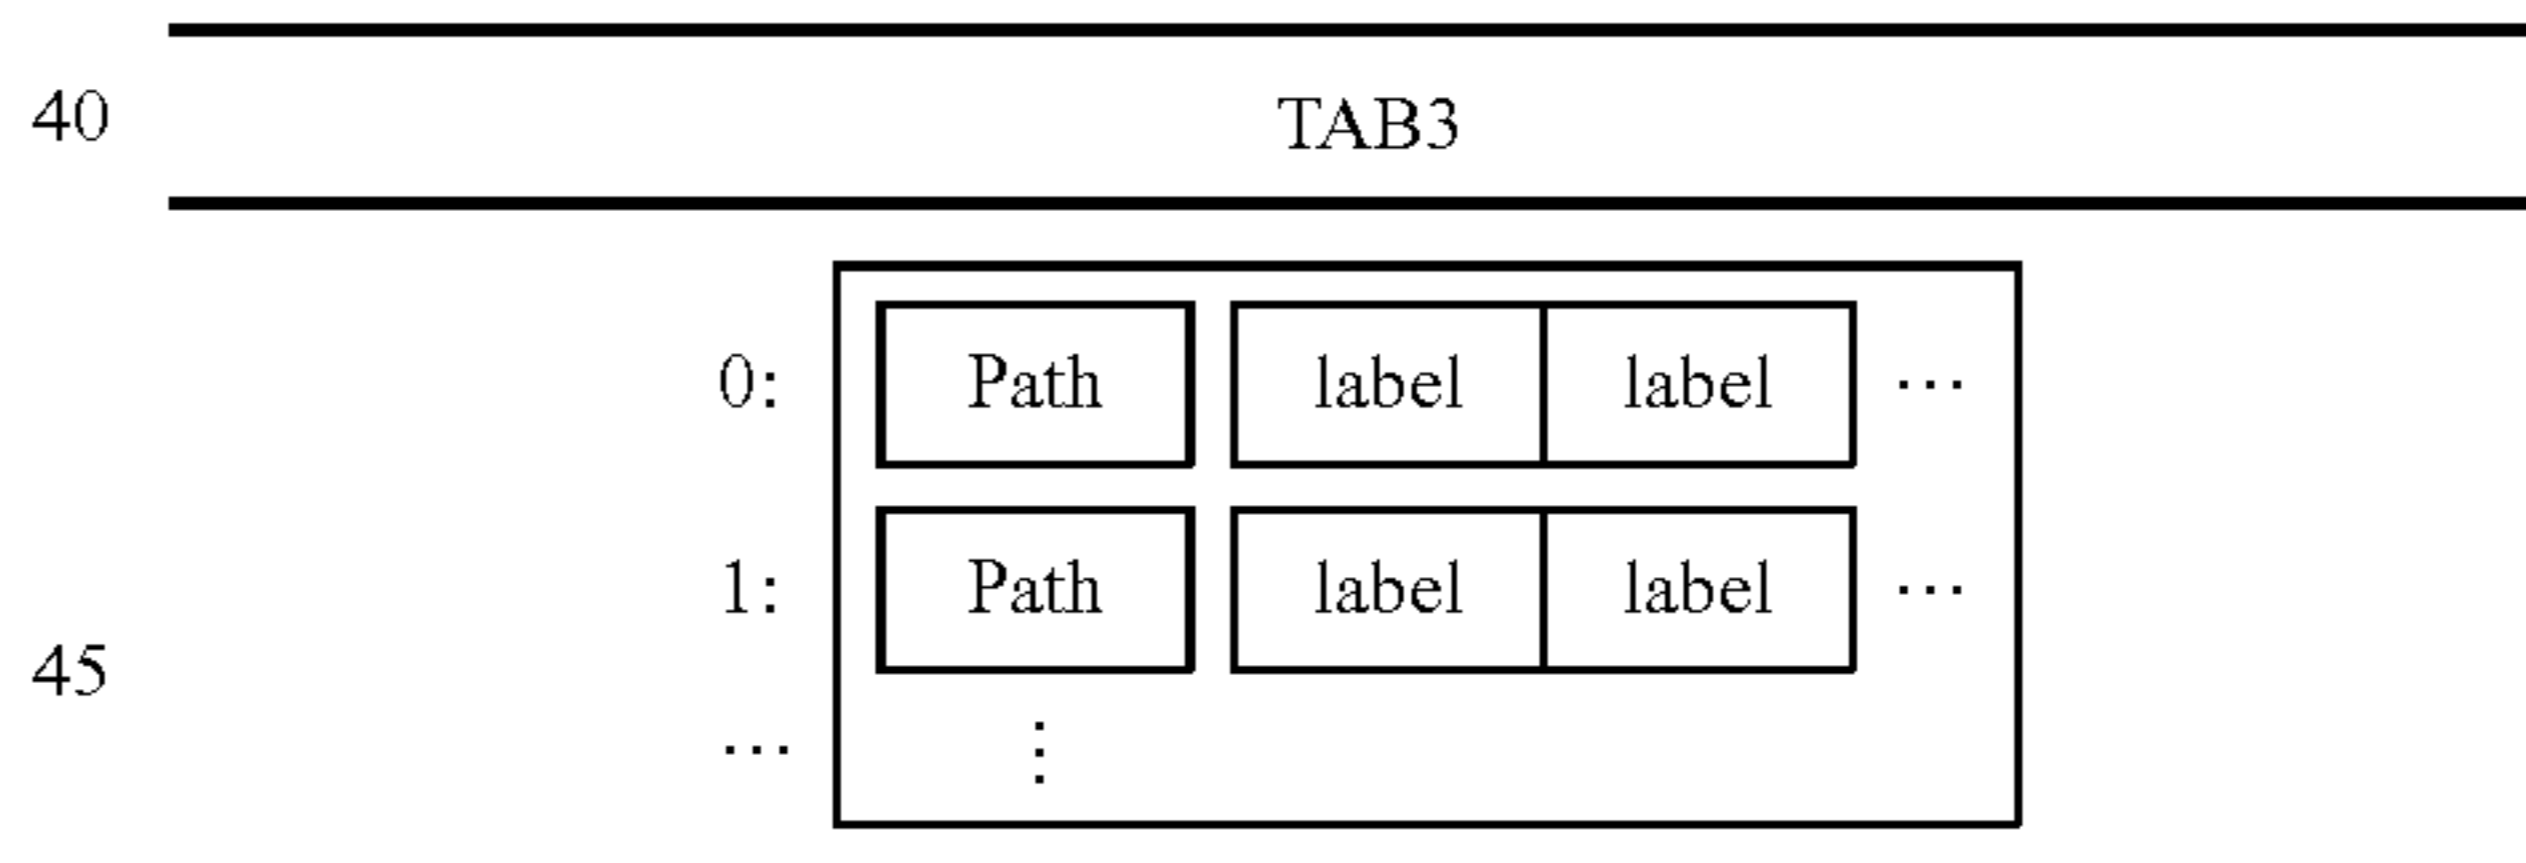 40 TAB3
0: Path label label ...
1: Path label label ...
45
... ⋮